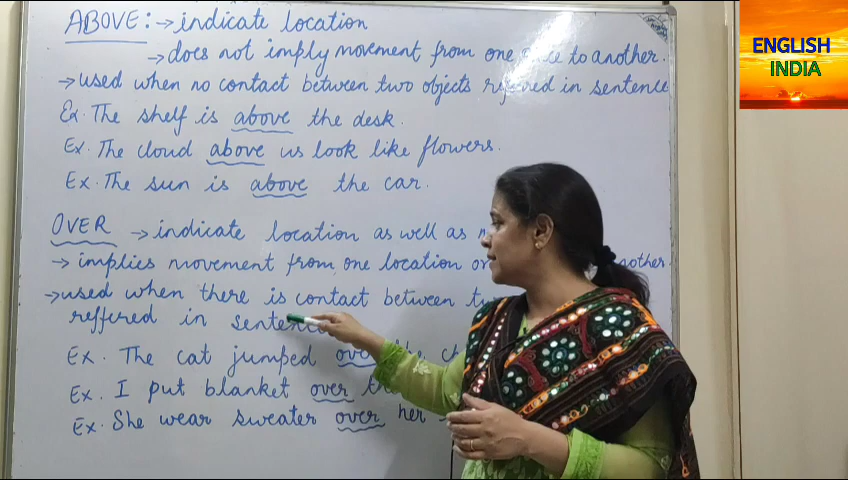 ABOVE: → indicate location
→ does not imply movement from one place to another.
→ used when no contact between two objects reffered in sentence
Ex. The shelf is above the desk.
Ex. The cloud above us look like flowers.
Ex. The sun is above the car.
OVER → indicate location as well as
→ implies movement from one location or another.
→ used when there is contact between
reffered in sentence
Ex. The cat jumped over the
Ex. I put blanket over
Ex. She wear sweater over her
ENGLISH
INDIA